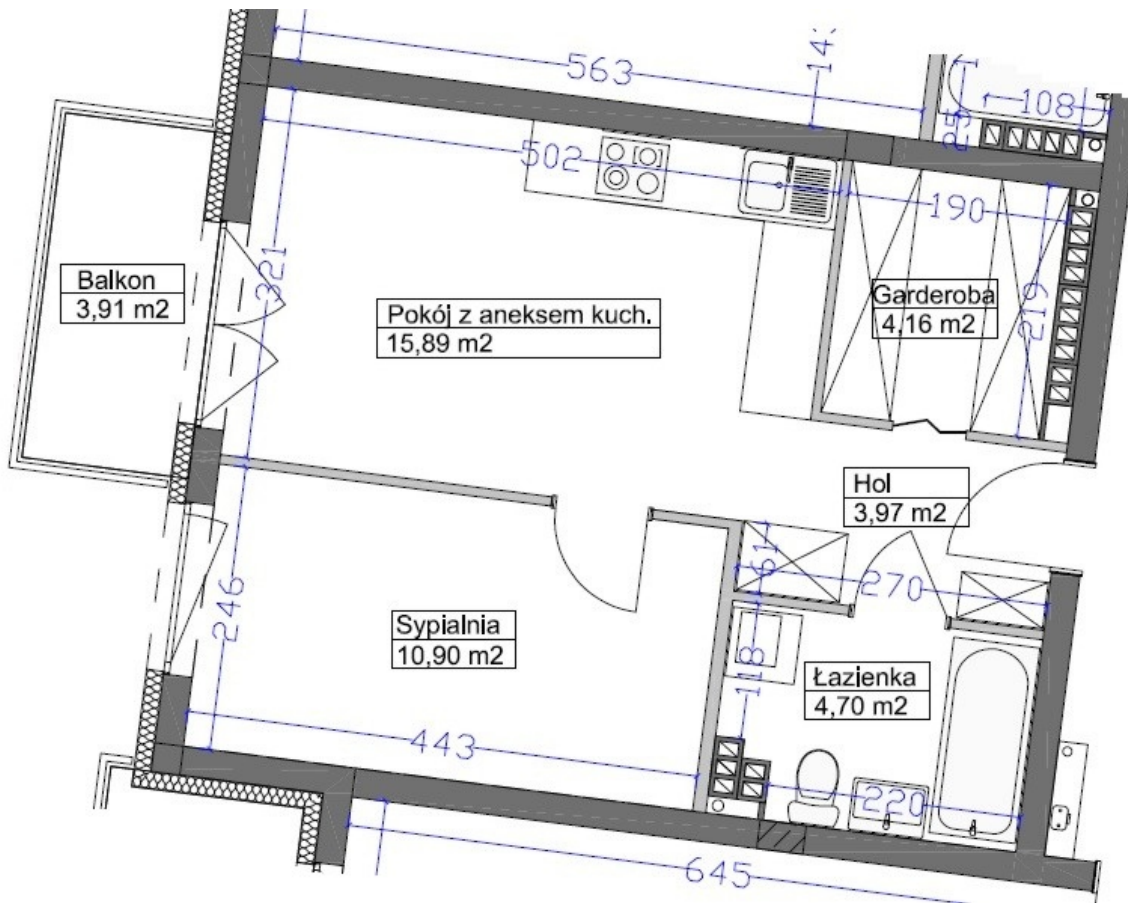 563
143
25
108
502
190
321
Balkon
3,91 m2
Pokój z aneksem kuch.
15,89 m2
Garderoba
4,16 m2
219
Hol
3,97 m2
61
270
246
Sypialnia
10,90 m2
118
Łazienka
4,70 m2
443
220
645